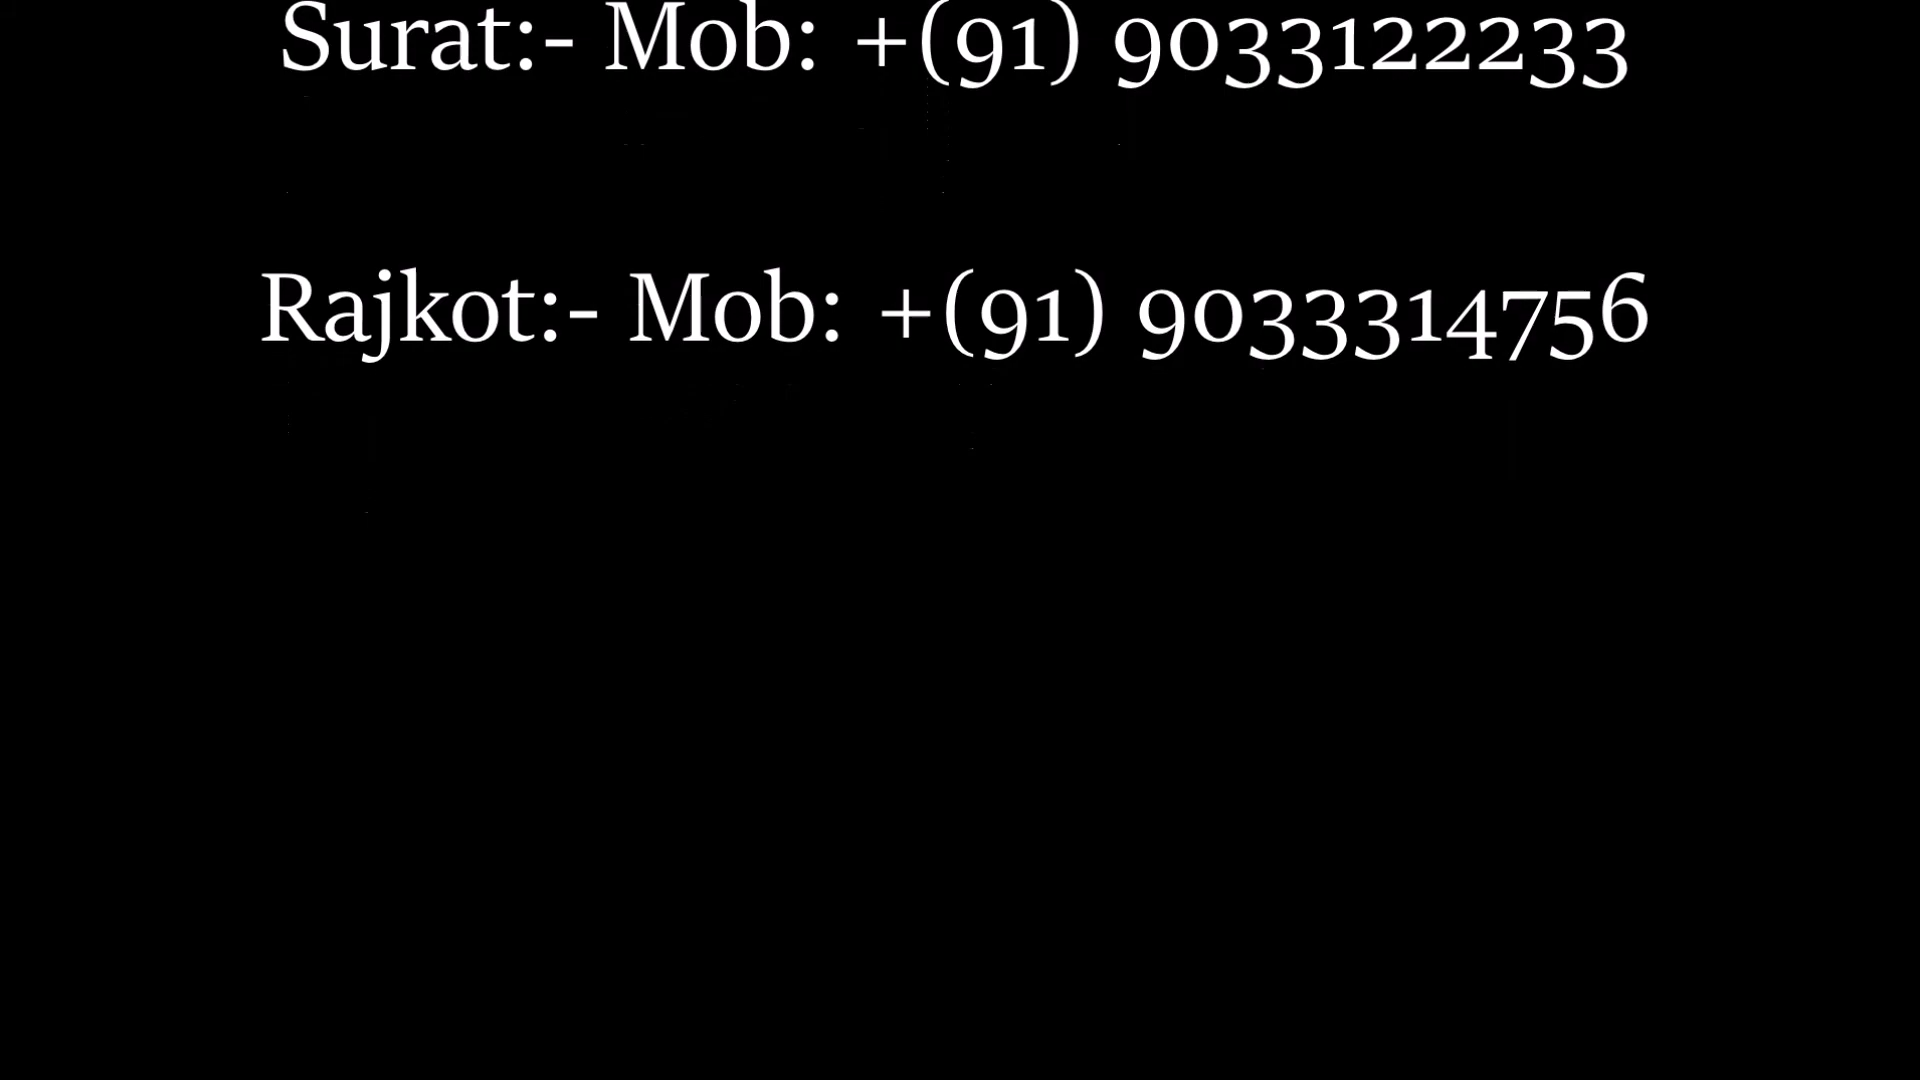 Surat:- Mob: +(91) 9033122233
Rajkot:- Mob: +(91) 9033314756